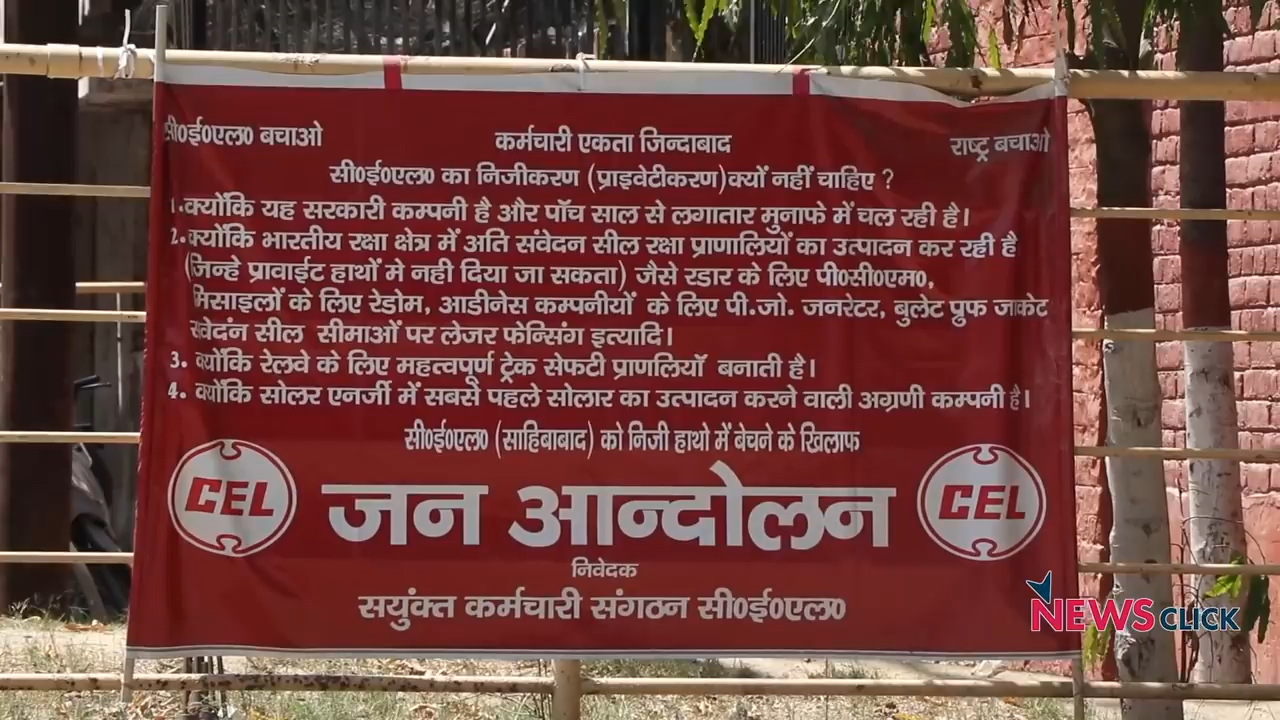 सी०ई०एल० बचाओ कर्मचारी एकता जिन्दाबाद राष्ट्र बचाओ
सी०ई०एल० का निजीकरण (प्राइवेटीकरण)क्यों नहीं चाहिए ?
1. क्योंकि यह सरकारी कम्पनी है और पॉच साल से लगातार मुनाफे में चल रही है।
2. क्योंकि भारतीय रक्षा क्षेत्र में अति संवेदन सील रक्षा प्राणालियों का उत्पादन कर रही है
(जिन्हे प्रावाईट हाथों मे नही दिया जा सकता) जैसे रडार के लिए पी०सी०एम०,
मिसाइलों के लिए रेडोम, आडीनेस कम्पनीयों के लिए पी.जो. जनरेटर, बुलेट प्रुफ जाकेट
सवेदंन सील सीमाओं पर लेजर फेन्सिंग इत्यादि।
3. क्योंकि रेलवे के लिए महत्वपूर्ण ट्रेक सेफटी प्राणलियॉ बनाती है।
4. क्योंकि सोलर एनर्जी में सबसे पहले सोलार का उत्पादन करने वाली अग्रणी कम्पनी है।
सी०ई०एल० (साहिबाबाद) को निजी हाथो में बेचने के खिलाफ
CEL जन आन्दोलन CEL
निवेदक
सयुंक्त कर्मचारी संगठन सी०ई०एल०
NEWSCLICK